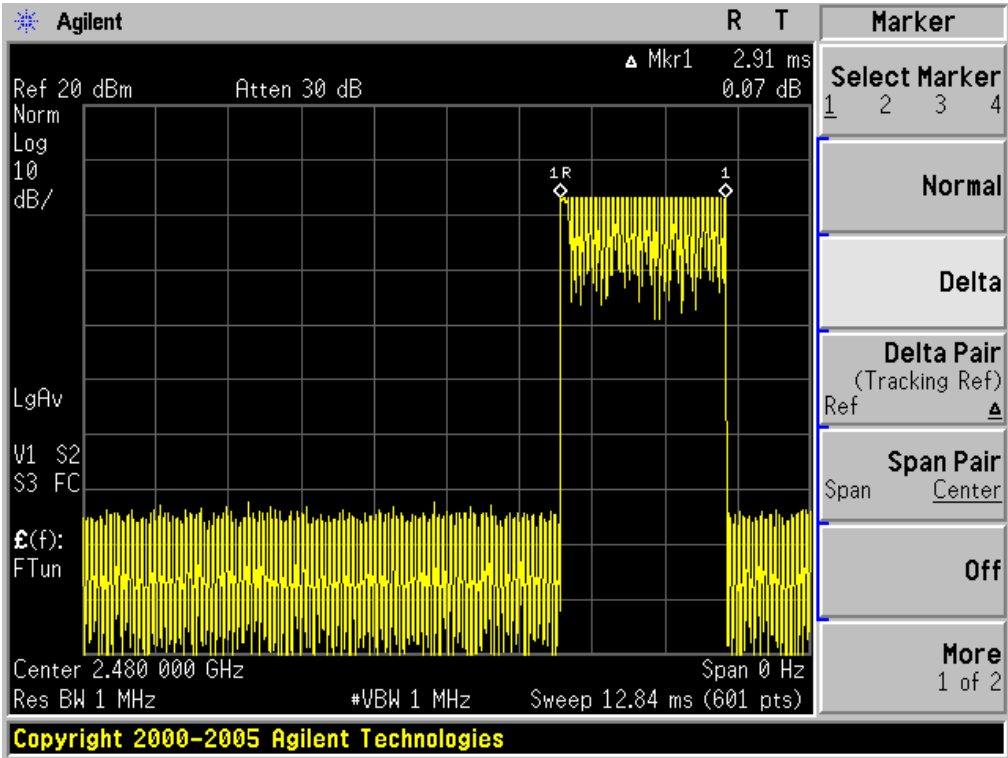 Agilent R T
Marker
Δ Mkr1 2.91 ms
Ref 20 dBm Atten 30 dB 0.07 dB
Norm
Log
10
dB/
1R 1
LgAv
V1 S2
S3 FC
£(f):
FTun
Center 2.480 000 GHz Span 0 Hz
Res BW 1 MHz #VBW 1 MHz Sweep 12.84 ms (601 pts)
Copyright 2000-2005 Agilent Technologies
Select Marker
1 2 3 4
Normal
Delta
Delta Pair
(Tracking Ref)
Ref Δ
Span Pair
Span Center
Off
More
1 of 2